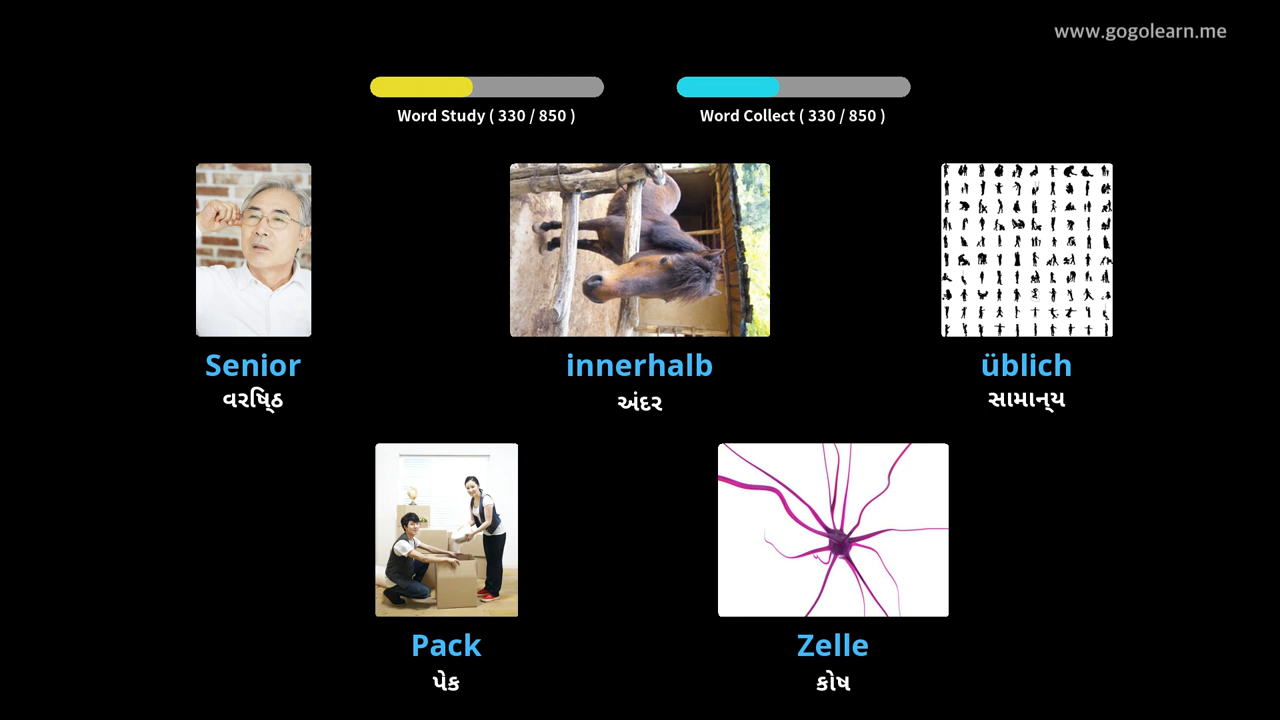 www.gogolearn.me
Word Study ( 330 / 850 )
Word Collect ( 330 / 850 )
Senior
વરિષ્ઠ
innerhalb
અંદર
üblich
સામાન્ય
Pack
પેક
Zelle
કોષ